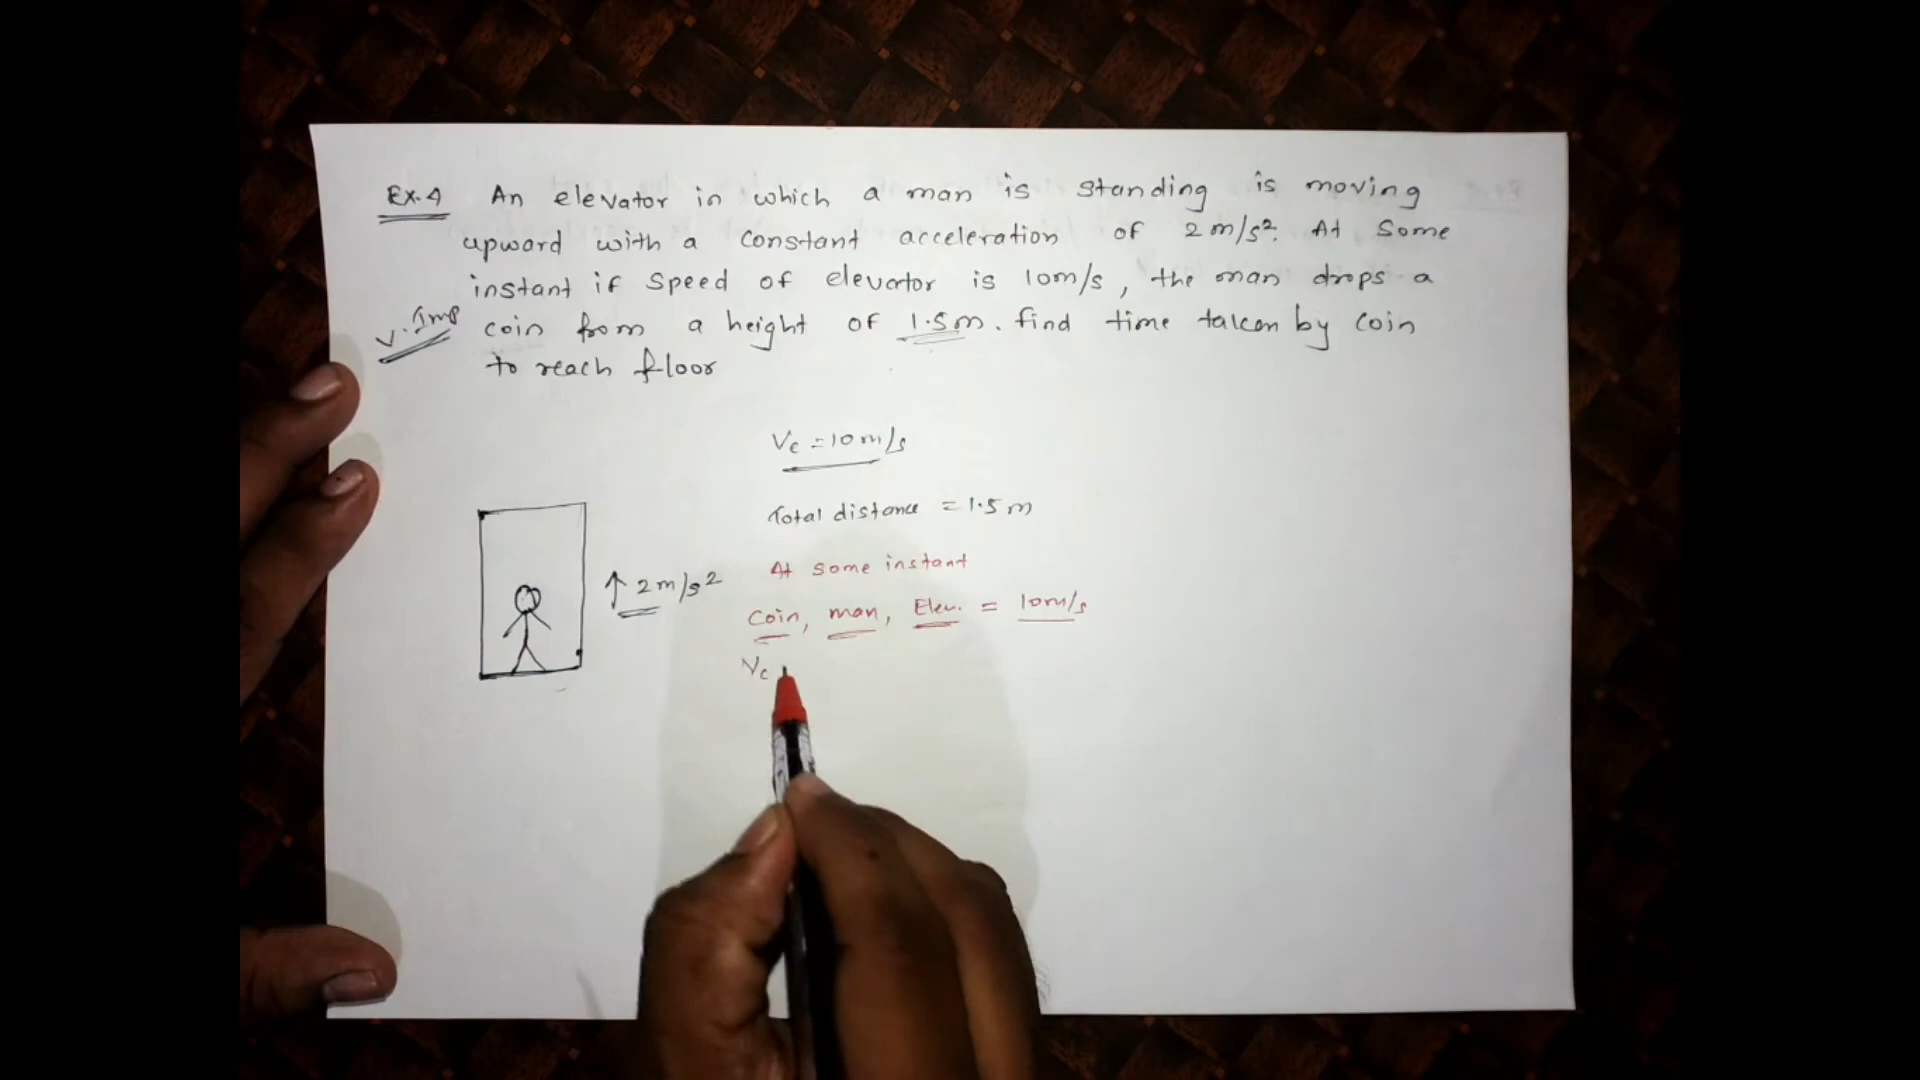 Ex.4 An elevator in which a man is standing is moving
upward with a constant acceleration of 2m/s². At Some
instant if Speed of elevator is 10m/s, the man drops a
V.Imp coin from a height of 1.5m. find time taken by coin
to reach floor
Vc = 10 m/s
Total distance = 1.5 m
↑ 2m/s²
At some instant
Coin, man, Elev. = 10m/s
Vc